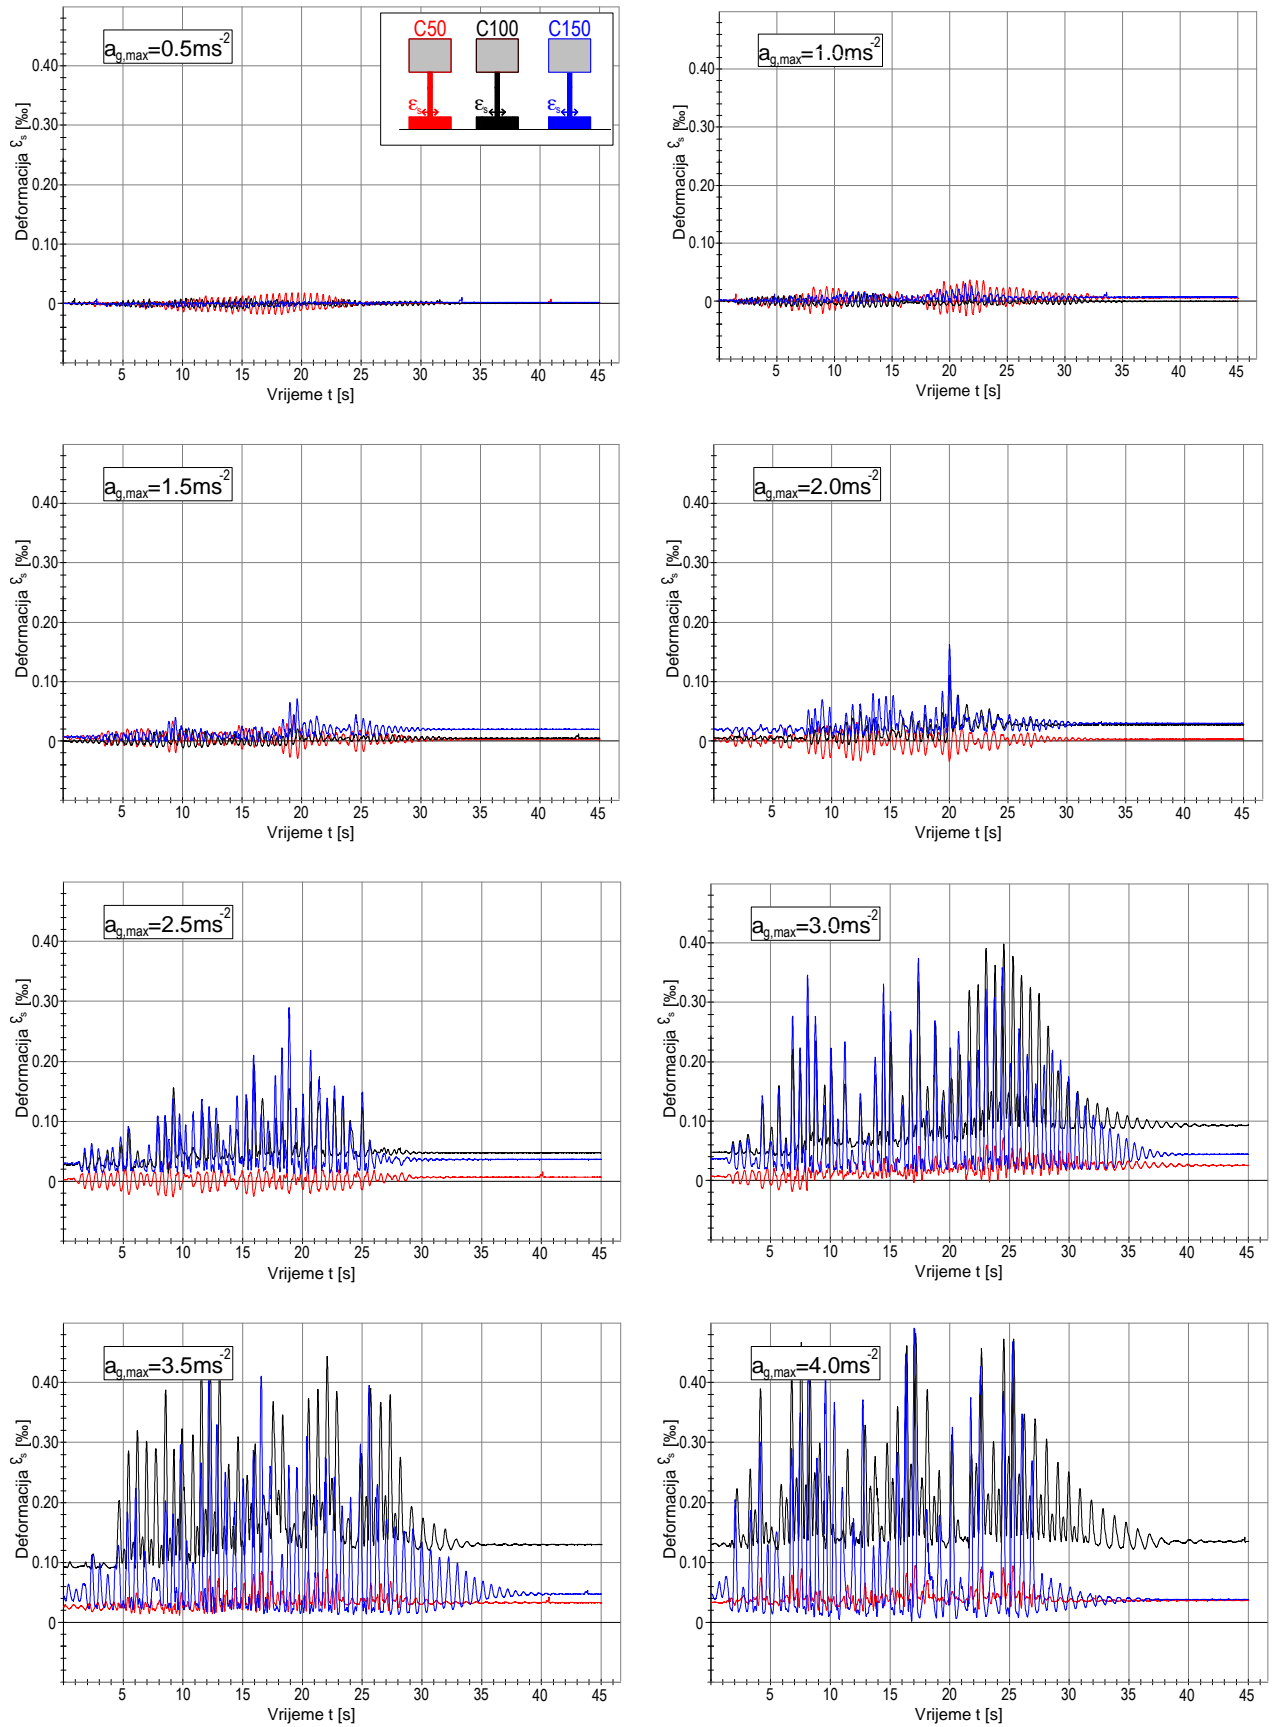 a_g,max=0.5ms^-2
C50 C100 C150
ε_s ε_s ε_s
Deformacija ε_s [‰]
0.40
0.30
0.20
0.10
0
5 10 15 20 25 30 35 40 45
Vrijeme t [s]
a_g,max=1.0ms^-2
Deformacija ε_s [‰]
0.40
0.30
0.20
0.10
0
5 10 15 20 25 30 35 40 45
Vrijeme t [s]
a_g,max=1.5ms^-2
Deformacija ε_s [‰]
0.40
0.30
0.20
0.10
0
5 10 15 20 25 30 35 40 45
Vrijeme t [s]
a_g,max=2.0ms^-2
Deformacija ε_s [‰]
0.40
0.30
0.20
0.10
0
5 10 15 20 25 30 35 40 45
Vrijeme t [s]
a_g,max=2.5ms^-2
Deformacija ε_s [‰]
0.40
0.30
0.20
0.10
0
5 10 15 20 25 30 35 40 45
Vrijeme t [s]
a_g,max=3.0ms^-2
Deformacija ε_s [‰]
0.40
0.30
0.20
0.10
0
5 10 15 20 25 30 35 40 45
Vrijeme t [s]
a_g,max=3.5ms^-2
Deformacija ε_s [‰]
0.40
0.30
0.20
0.10
0
5 10 15 20 25 30 35 40 45
Vrijeme t [s]
a_g,max=4.0ms^-2
Deformacija ε_s [‰]
0.40
0.30
0.20
0.10
0
5 10 15 20 25 30 35 40 45
Vrijeme t [s]